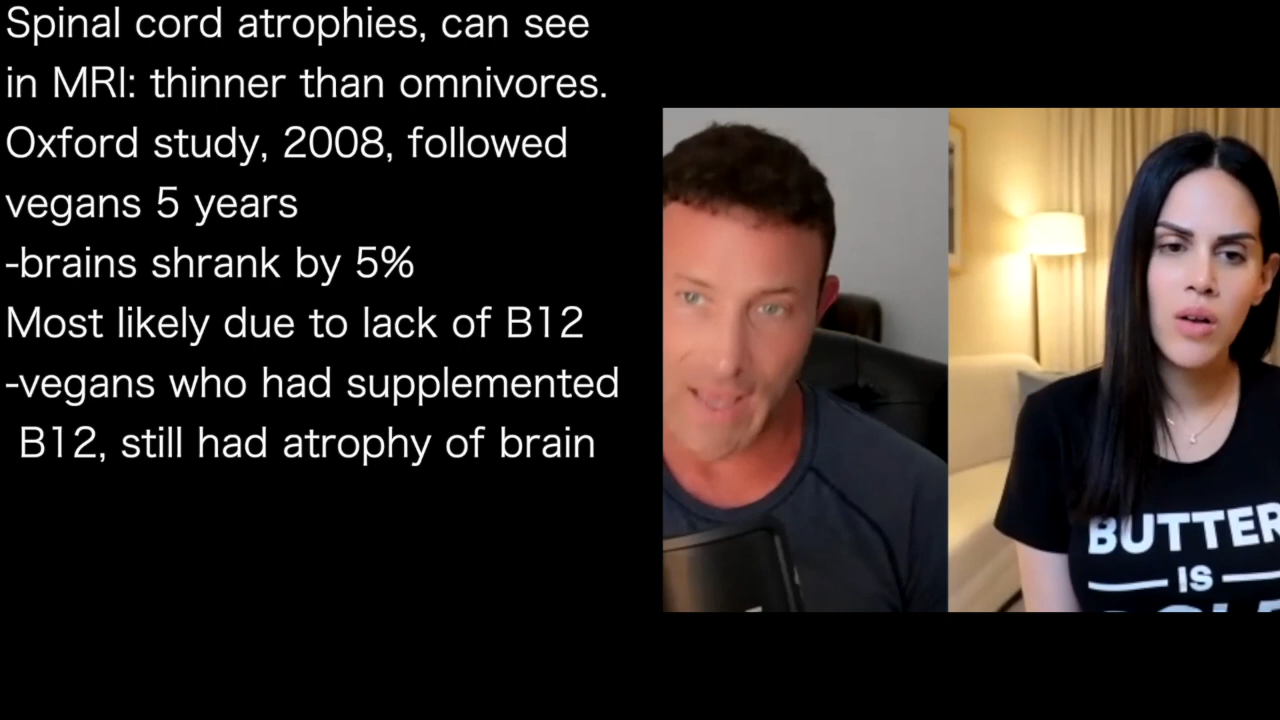 Spinal cord atrophies, can see
in MRI: thinner than omnivores.
Oxford study, 2008, followed
vegans 5 years
-brains shrank by 5%
Most likely due to lack of B12
-vegans who had supplemented
B12, still had atrophy of brain
BUTTER
IS